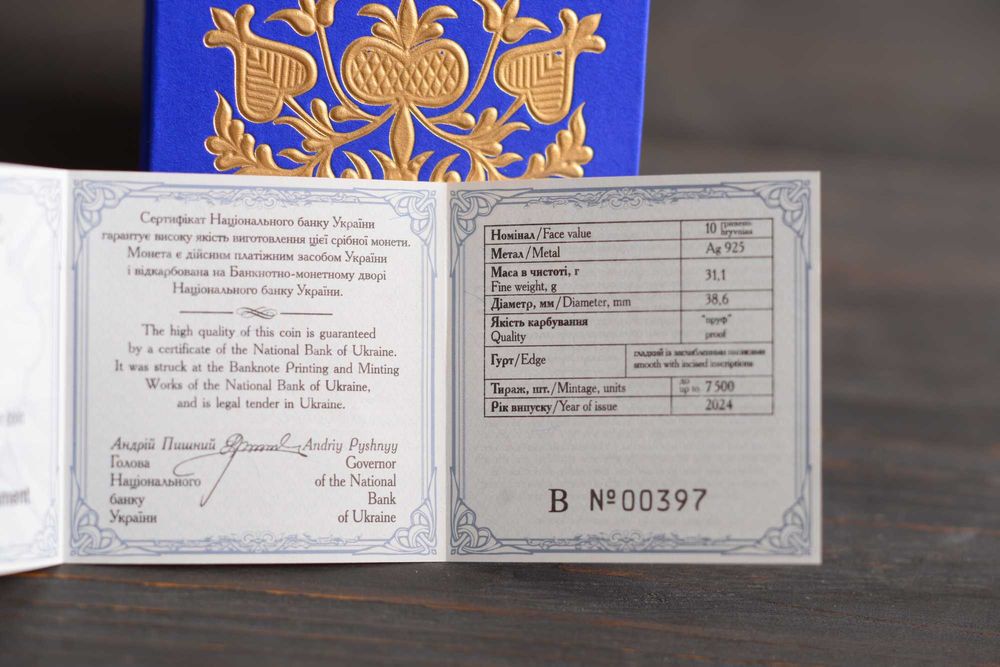 Сертифікат Національного банку України
гарантує високу якість виготовлення цієї срібної монети.
Монета є дійсним платіжним засобом України
і відкарбована на Банкнотно-монетному дворі
Національного банку України.
The high quality of this coin is guaranteed
by a certificate of the National Bank of Ukraine.
It was struck at the Banknote Printing and Minting
Works of the National Bank of Ukraine,
and is legal tender in Ukraine.
Андрій Пишний Andriy Pyshnyy
Голова Governor
Національного of the National
банку Bank
України of Ukraine
Номінал/Face value 10 гривень hryvnias
Метал/Metal Ag 925
Маса в чистоті, г 31,1
Fine weight, g
Діаметр, мм/Diameter, mm 38,6
Якість карбування "пруф"
Quality proof
Гурт/Edge гладкий із заглибленими написами
smooth with incised inscriptions
Тираж, шт./Mintage, units до up to 7 500
Рік випуску/Year of issue 2024
В №00397